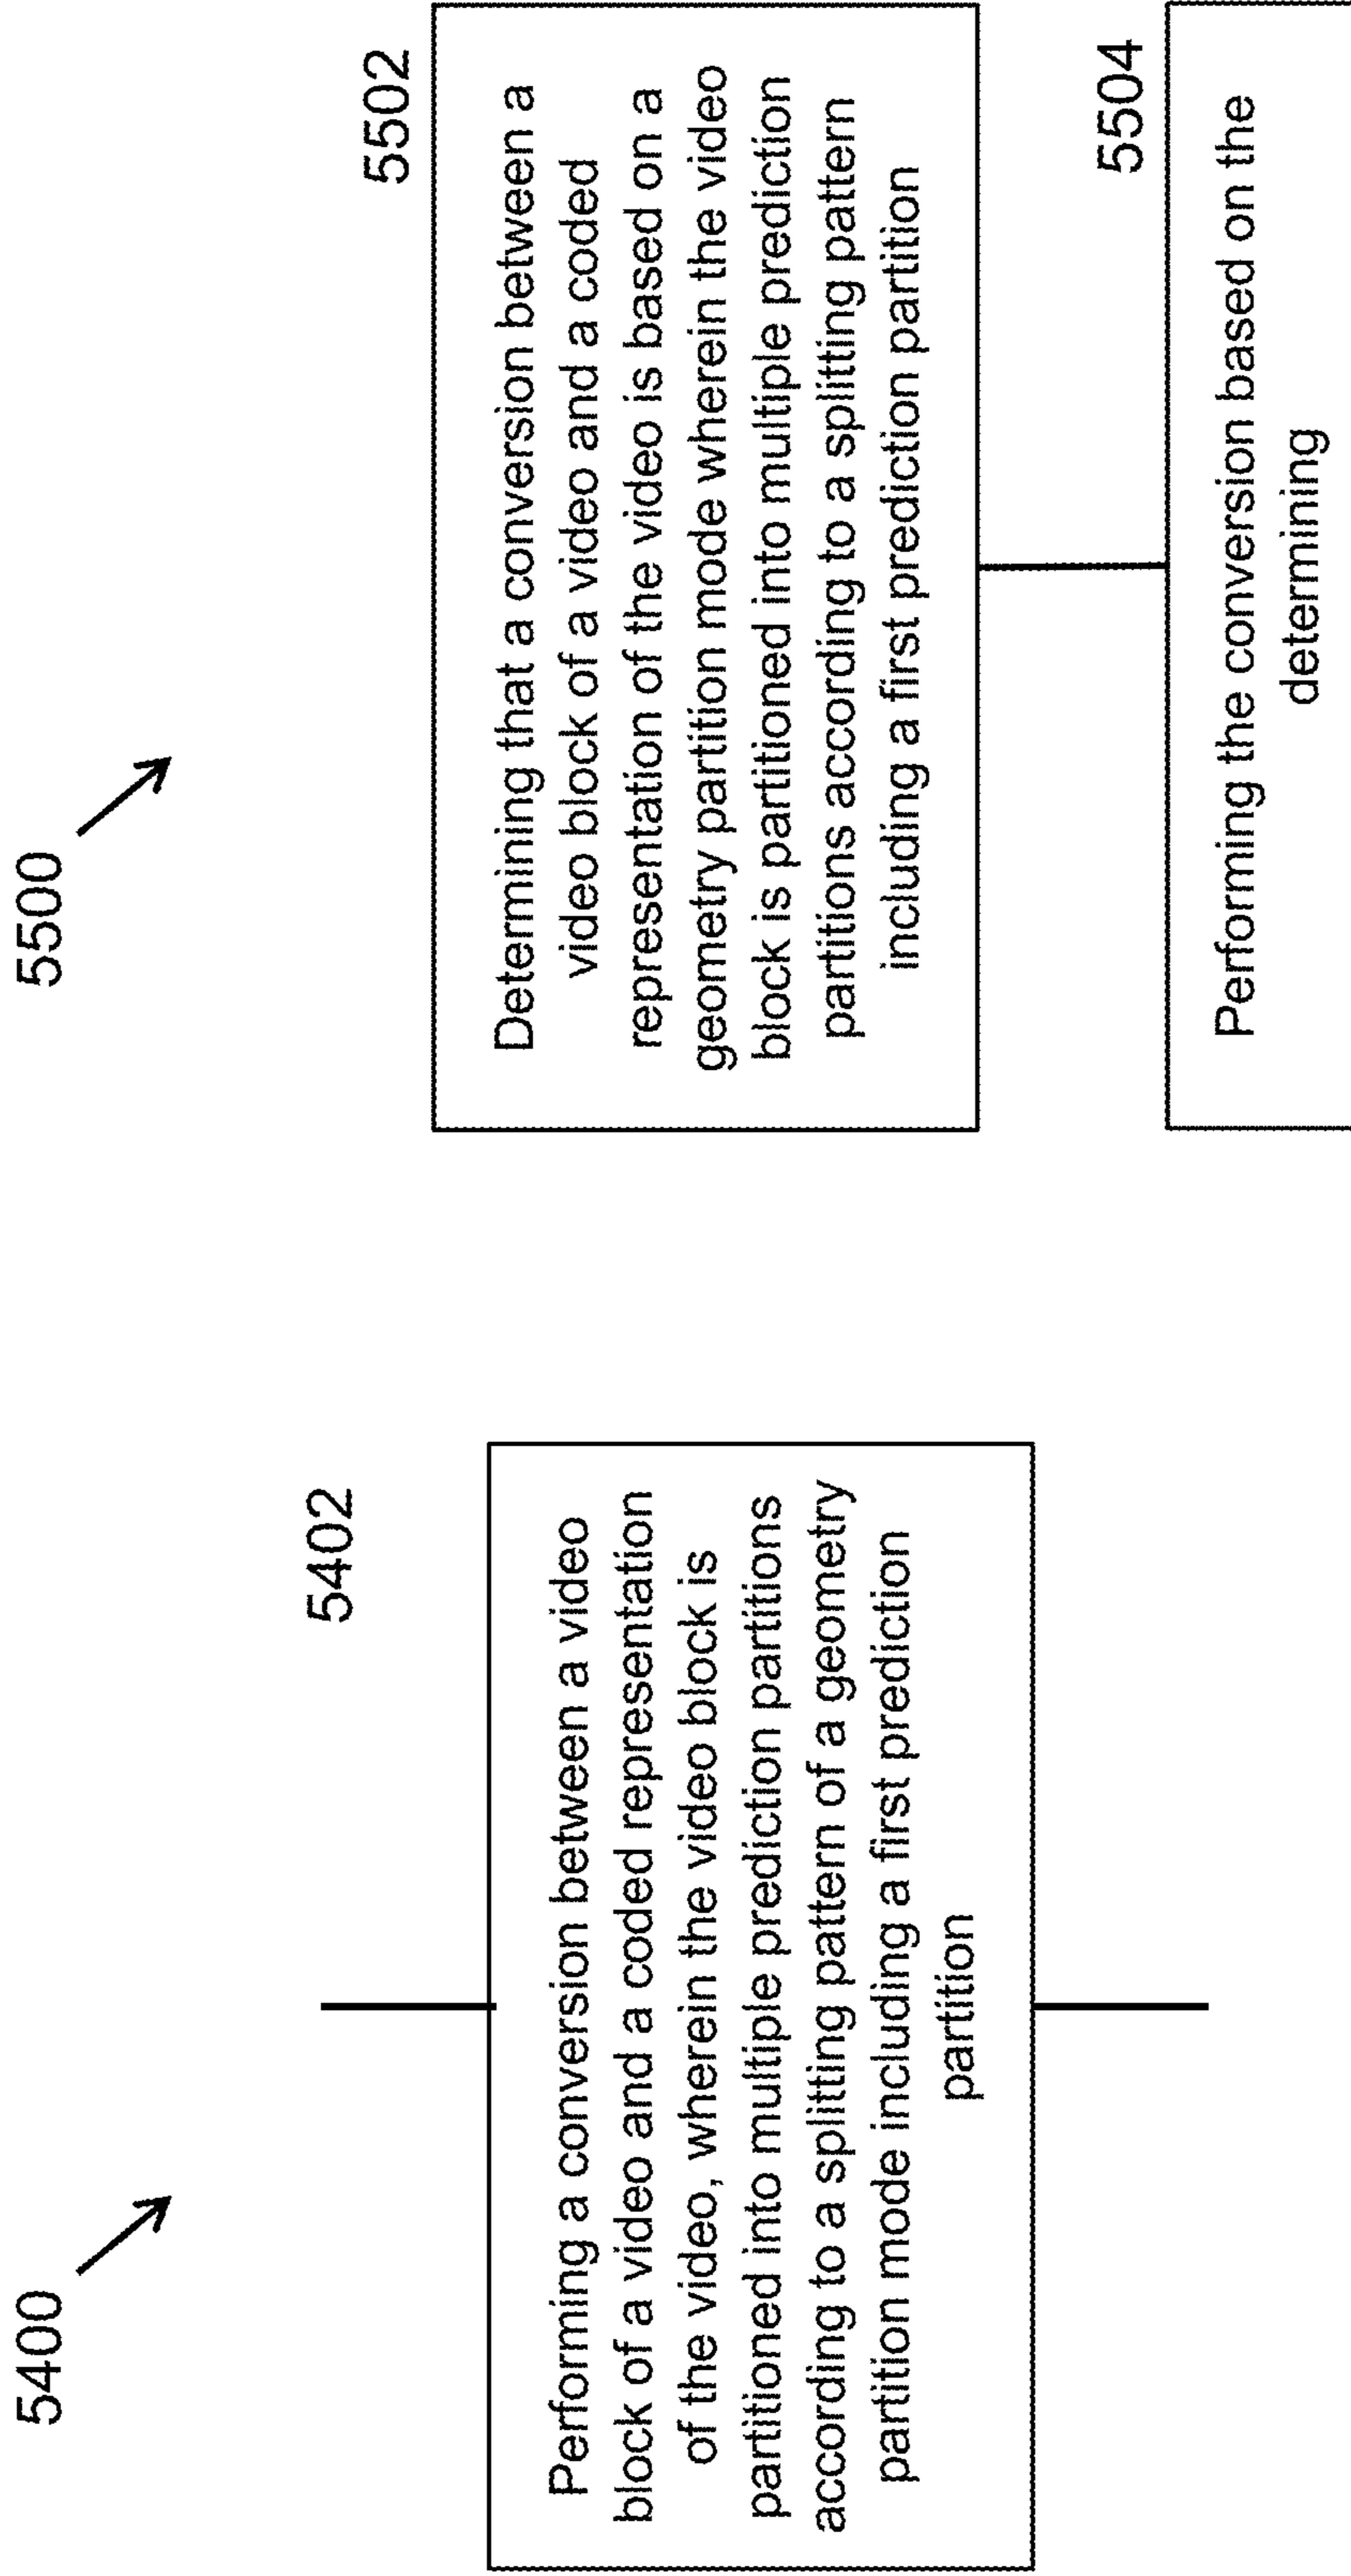 5400
5402
Performing a conversion between a video
block of a video and a coded representation
of the video, wherein the video block is
partitioned into multiple prediction partitions
according to a splitting pattern of a geometry
partition mode including a first prediction
partition
5500
5502
Determining that a conversion between a
video block of a video and a coded
representation of the video is based on a
geometry partition mode wherein the video
block is partitioned into multiple prediction
partitions according to a splitting pattern
including a first prediction partition
5504
Performing the conversion based on the
determining